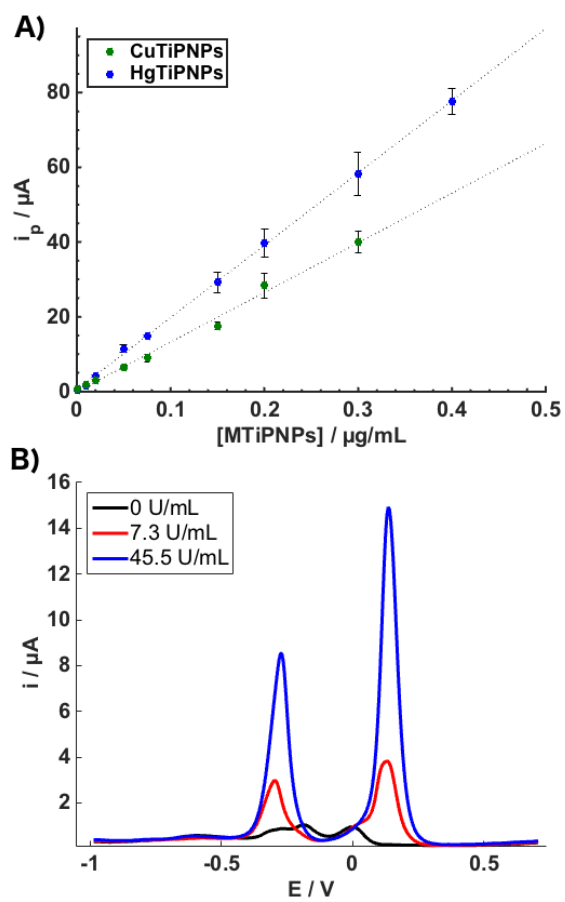 A)
CuTiPNPs
HgTiPNPs
80
60
40
20
0
i_p / µA
0 0.1 0.2 0.3 0.4 0.5
[MTiPNPs] / µg/mL
B)
16
14
12
10
8
6
4
2
i / µA
0 U/mL
7.3 U/mL
45.5 U/mL
-1 -0.5 0 0.5
E / V